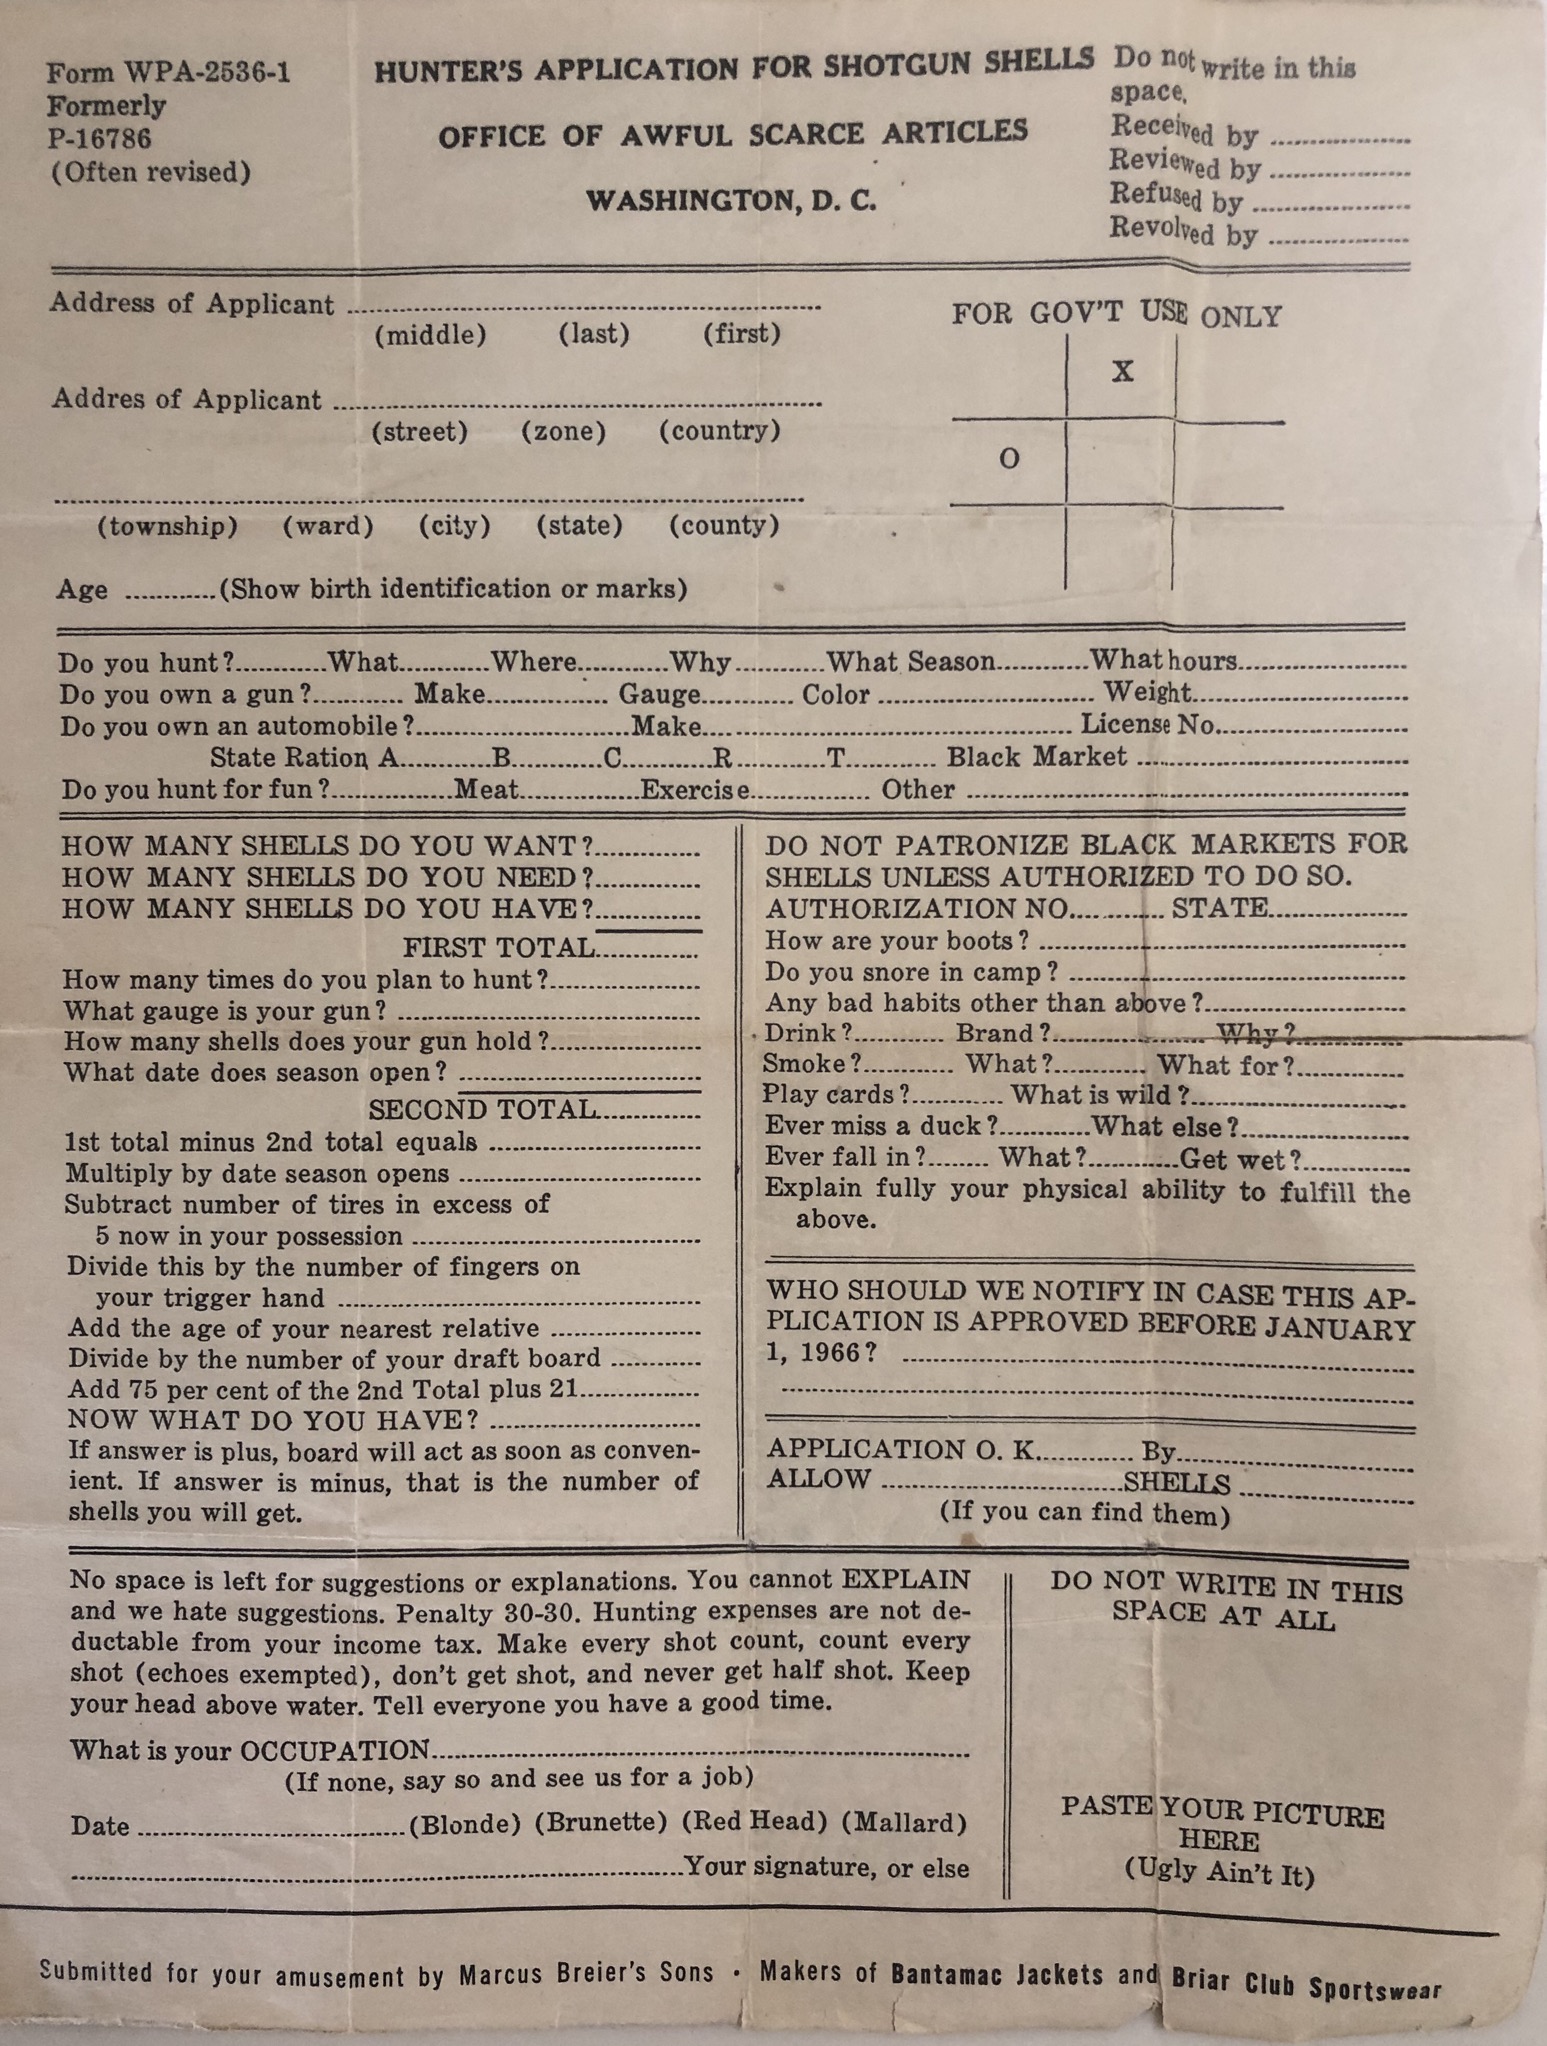 Form WPA-2536-1
Formerly
P-16786
(Often revised)
HUNTER'S APPLICATION FOR SHOTGUN SHELLS
OFFICE OF AWFUL SCARCE ARTICLES
WASHINGTON, D. C.
Do not write in this
space.
Received by ..................
Reviewed by ..................
Refused by ..................
Revolved by ..................
Address of Applicant ..................
(middle) (last) (first)
Addres of Applicant ..................
(street) (zone) (country)
..................
(township) (ward) (city) (state) (county)
Age ............(Show birth identification or marks)
FOR GOV'T USE ONLY
X
O
Do you hunt?............What............Where............Why............What Season............What hours............
Do you own a gun?............ Make................ Gauge............ Color ............................ Weight............
Do you own an automobile?............................Make................................................ License No.............
State Ration A............B............C............R............T............ Black Market ............
Do you hunt for fun?................Meat................Exercise................ Other ............
HOW MANY SHELLS DO YOU WANT?..............
HOW MANY SHELLS DO YOU NEED?..............
HOW MANY SHELLS DO YOU HAVE?..............
FIRST TOTAL..............
How many times do you plan to hunt?..............
What gauge is your gun? ..............
How many shells does your gun hold?..............
What date does season open? ..............
SECOND TOTAL..............
1st total minus 2nd total equals ..............
Multiply by date season opens ..............
Subtract number of tires in excess of
5 now in your possession ..............
Divide this by the number of fingers on
your trigger hand ..............
Add the age of your nearest relative ..............
Divide by the number of your draft board ............
Add 75 per cent of the 2nd Total plus 21..............
NOW WHAT DO YOU HAVE? ..............
If answer is plus, board will act as soon as conven-
ient. If answer is minus, that is the number of
shells you will get.
DO NOT PATRONIZE BLACK MARKETS FOR
SHELLS UNLESS AUTHORIZED TO DO SO.
AUTHORIZATION NO............ STATE..............
How are your boots? ..............
Do you snore in camp? ..............
Any bad habits other than above?..............
Drink?............ Brand?.................... Why?..............
Smoke?............ What?............ What for?..............
Play cards?............ What is wild?..............
Ever miss a duck?............What else?..............
Ever fall in?........ What?............Get wet?..............
Explain fully your physical ability to fulfill the
above.
WHO SHOULD WE NOTIFY IN CASE THIS AP-
PLICATION IS APPROVED BEFORE JANUARY
1, 1966? ..............
..............
APPLICATION O. K............. By..............
ALLOW ................................SHELLS ..............
(If you can find them)
No space is left for suggestions or explanations. You cannot EXPLAIN
and we hate suggestions. Penalty 30-30. Hunting expenses are not de-
ductable from your income tax. Make every shot count, count every
shot (echoes exempted), don't get shot, and never get half shot. Keep
your head above water. Tell everyone you have a good time.
What is your OCCUPATION..............
(If none, say so and see us for a job)
Date ....................................(Blonde) (Brunette) (Red Head) (Mallard)
..............Your signature, or else
DO NOT WRITE IN THIS
SPACE AT ALL
PASTE YOUR PICTURE
HERE
(Ugly Ain't It)
Submitted for your amusement by Marcus Breier's Sons • Makers of Bantamac Jackets and Briar Club Sportswear